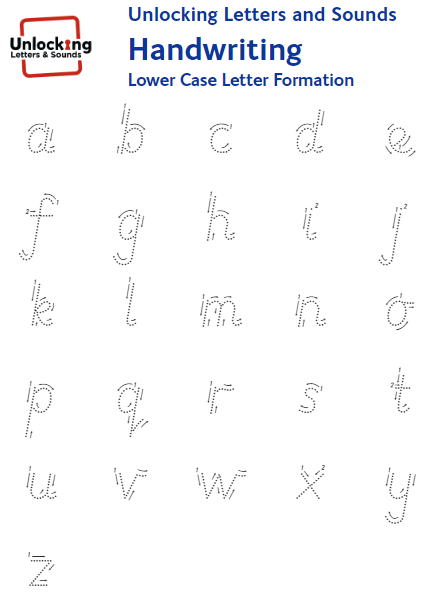 Unlocking
Letters & Sounds
Unlocking Letters and Sounds
Handwriting
Lower Case Letter Formation
a b c d e
f g h i j
k l m n o
p q r s t
u v w x y
z